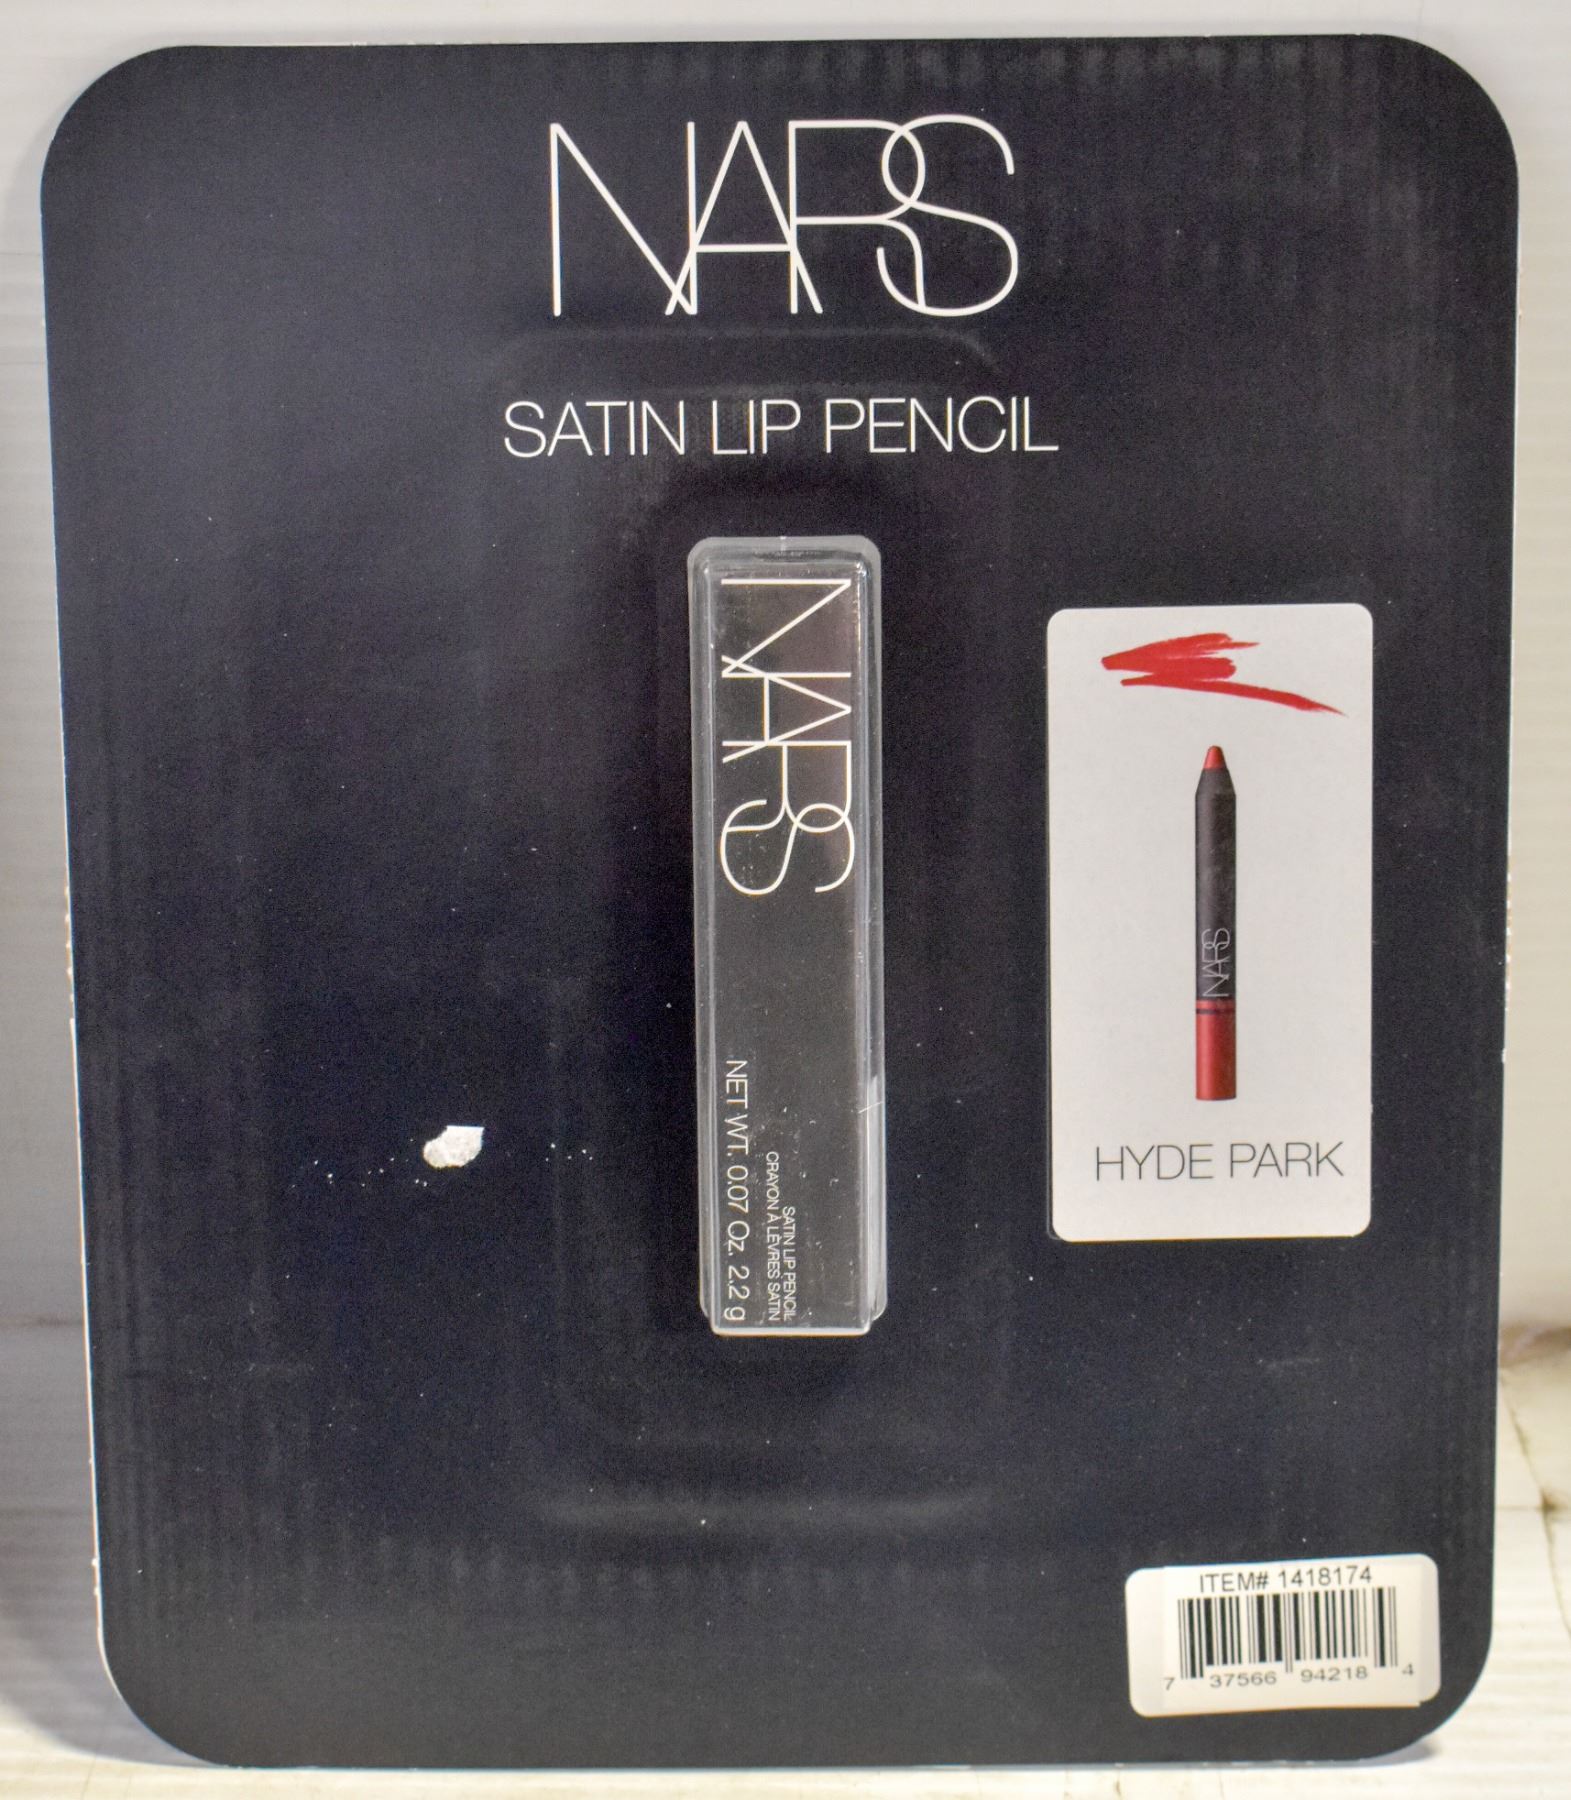 NARS
SATIN LIP PENCIL
NARS
SATIN LIP PENCIL
CRAYON À LÈVRES SATIN
NET WT. 0.07 Oz. 2.2 g
NARS
HYDE PARK
ITEM# 1418174
7 37566 94218 4